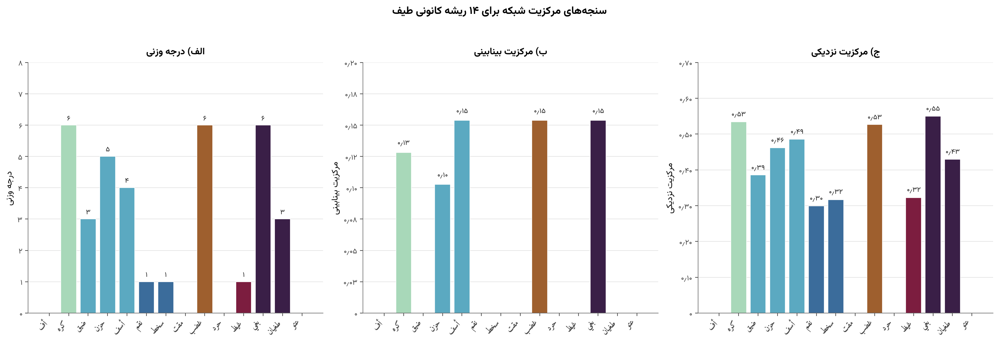 سنجه‌های مرکزیت شبکه برای ۱۴ ریشه کانونی طیف
الف) درجه وزنی
درجه وزنی
۸
۷
۶
۵
۴
۳
۲
۱
۰
۶
۳
۵
۴
۱
۱
۶
۱
۶
۳
أف
كره
ضيق
حزن
أسف
نقم
سخط
مقت
غضب
حرد
غيظ
بغي
طغيان
عتو
ب) مرکزیت بینابینی
مرکزیت بینابینی
۰٫۲۰
۰٫۱۸
۰٫۱۵
۰٫۱۲
۰٫۱۰
۰٫۰۸
۰٫۰۵
۰٫۰۳
۰
۰٫۱۳
۰٫۱۰
۰٫۱۵
۰٫۱۵
۰٫۱۵
أف
كره
ضيق
حزن
أسف
نقم
سخط
مقت
غضب
حرد
غيظ
بغي
طغيان
عتو
ج) مرکزیت نزدیکی
مرکزیت نزدیکی
۰٫۷۰
۰٫۶۰
۰٫۵۰
۰٫۴۰
۰٫۳۰
۰٫۲۰
۰٫۱۰
۰
۰٫۵۳
۰٫۳۹
۰٫۴۶
۰٫۴۹
۰٫۳۰
۰٫۳۲
۰٫۵۳
۰٫۳۲
۰٫۵۵
۰٫۴۳
أف
كره
ضيق
حزن
أسف
نقم
سخط
مقت
غضب
حرد
غيظ
بغي
طغيان
عتو